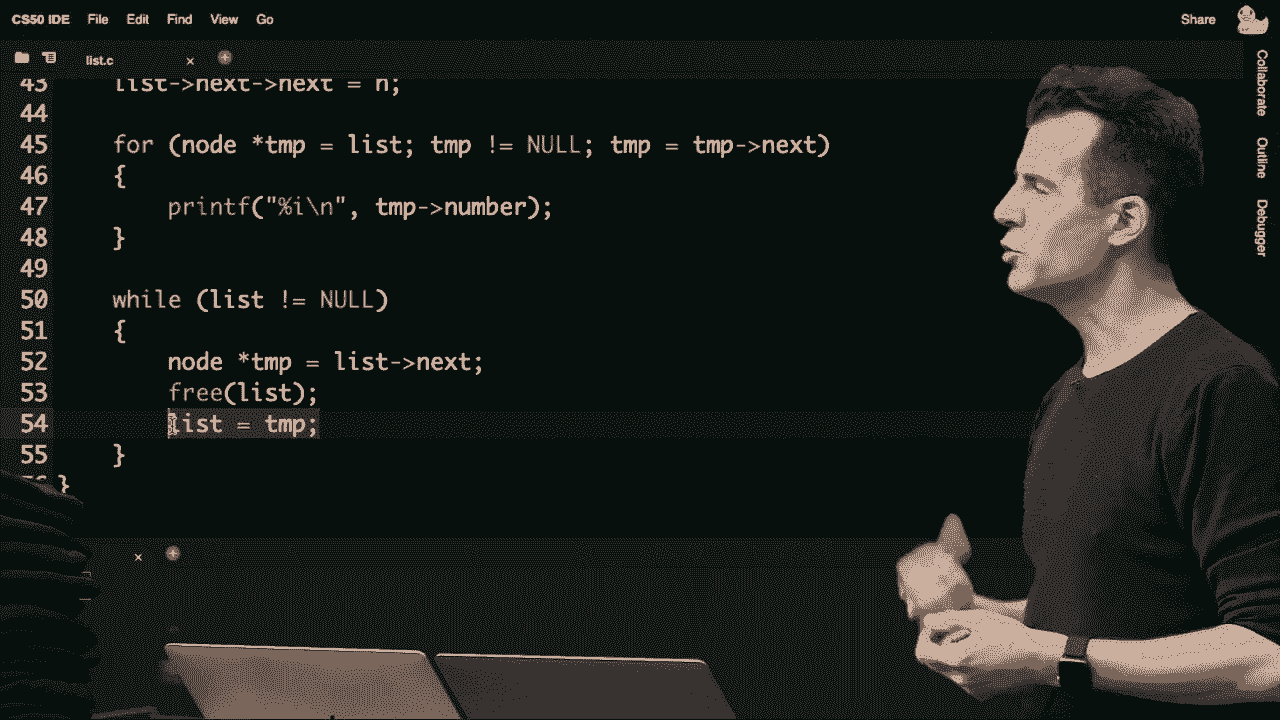 CS50 IDE File Edit Find View Go Share
list.c × +
43 list->next->next = n;
44
45 for (node *tmp = list; tmp != NULL; tmp = tmp->next)
46 {
47 printf("%i\n", tmp->number);
48 }
49
50 while (list != NULL)
51 {
52 node *tmp = list->next;
53 free(list);
54 list = tmp;
55 }
56 }
× +
Collaborate
Outline
Debugger